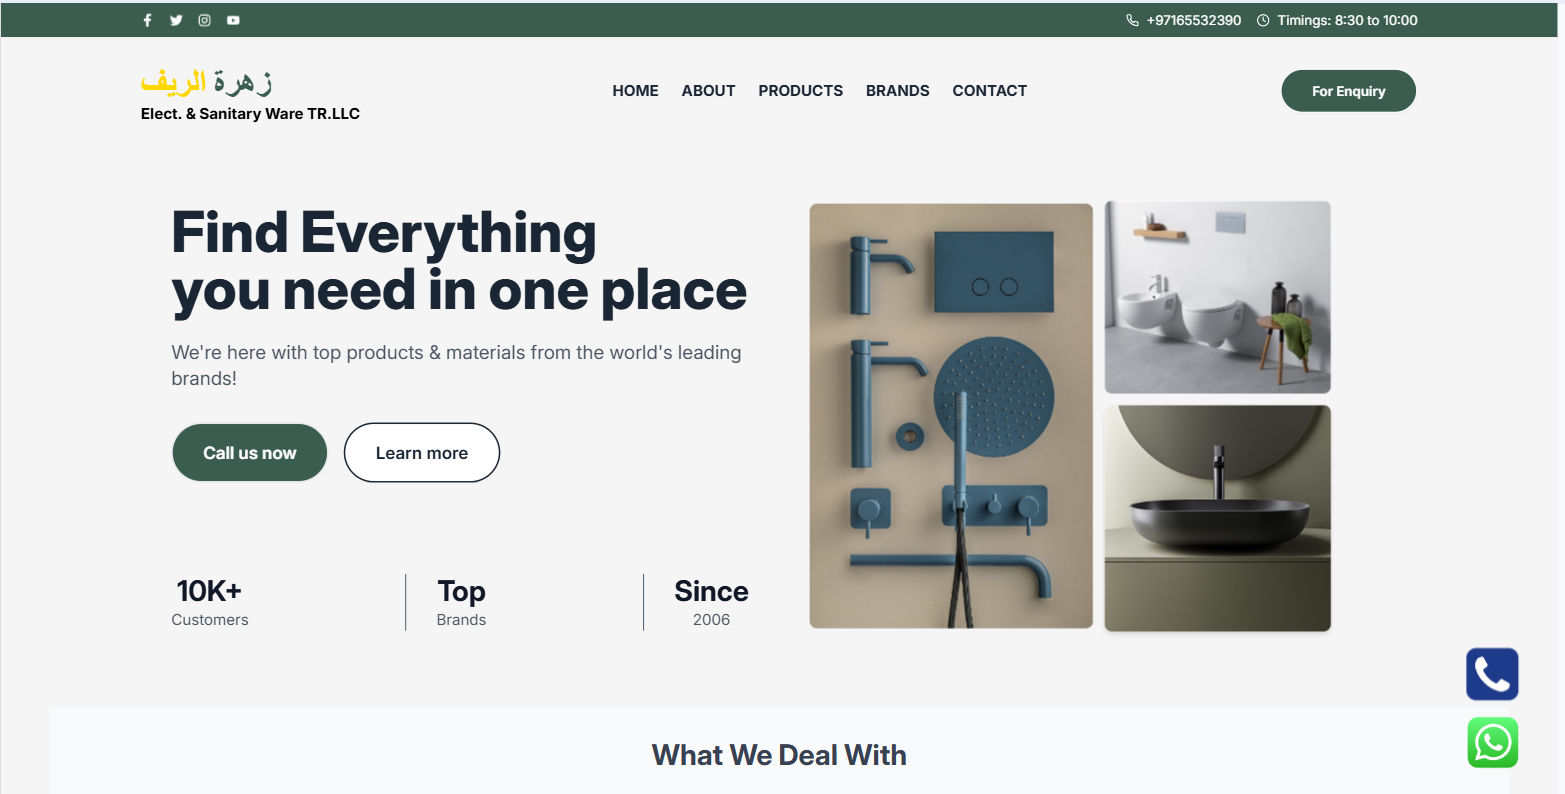 +97165532390
Timings: 8:30 to 10:00
زهرة الريف
Elect. & Sanitary Ware TR.LLC
HOME ABOUT PRODUCTS BRANDS CONTACT
For Enquiry
Find Everything
you need in one place
We're here with top products & materials from the world's leading
brands!
Call us now
Learn more
10K+
Customers
Top
Brands
Since
2006
What We Deal With